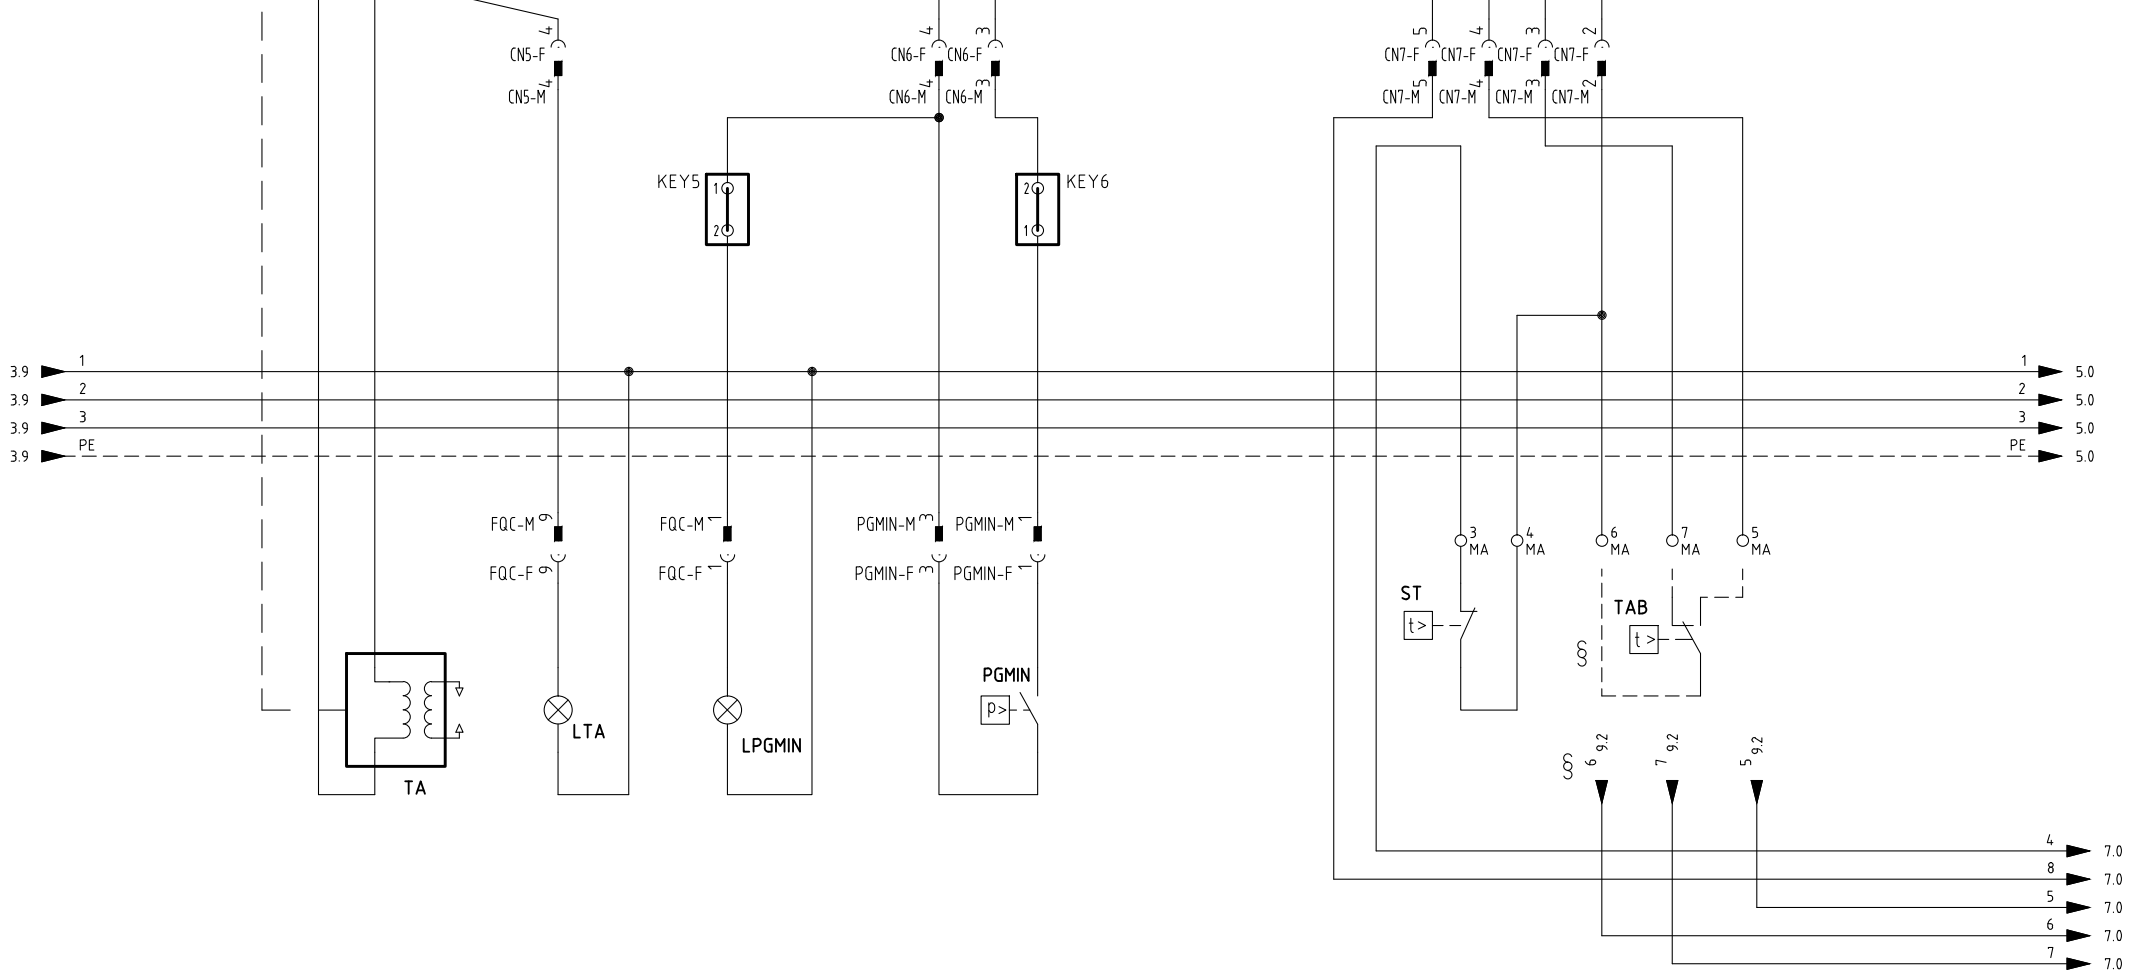 4 4 3 5 4 3 2
CN5-F CN6-F CN6-F CN7-F CN7-F CN7-F CN7-F
4 4 3 5 4 3 2
CN5-M CN6-M CN6-M CN7-M CN7-M CN7-M CN7-M
KEY5 1 2 KEY6
2 1
1 1
3.9 5.0
2 2
3.9 5.0
3 3
3.9 5.0
PE PE
3.9 5.0
FQC-M 9 FQC-M 1 PGMIN-M 3 PGMIN-M 1
3 4 6 7 5
MA MA MA MA MA
FQC-F 9 FQC-F 1 PGMIN-F 3 PGMIN-F 1
ST TAB
t>
t>
§
PGMIN
p>
LTA
LPGMIN
TA
9.2 9.2 9.2
§ 6 7 5
4
7.0
8
7.0
5
7.0
6
7.0
7
7.0